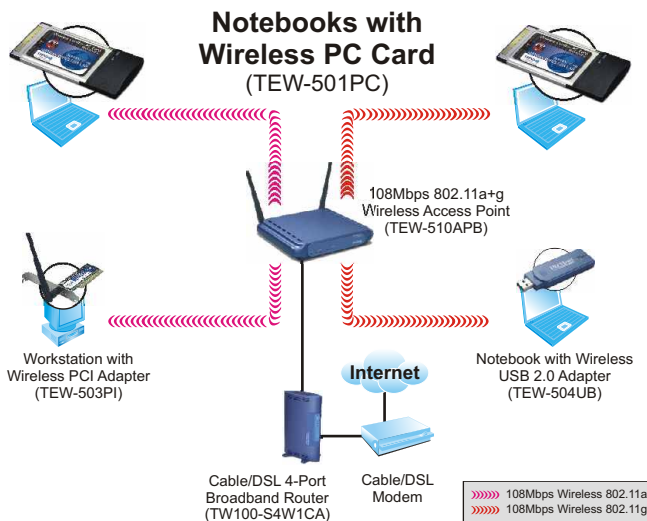 Notebooks with
Wireless PC Card
(TEW-501PC)
108Mbps 802.11a+g
Wireless Access Point
(TEW-510APB)
Workstation with
Wireless PCI Adapter
(TEW-503PI)
Notebook with Wireless
USB 2.0 Adapter
(TEW-504UB)
Internet
Cable/DSL 4-Port
Broadband Router
(TW100-S4W1CA)
Cable/DSL
Modem
108Mbps Wireless 802.11a
108Mbps Wireless 802.11g